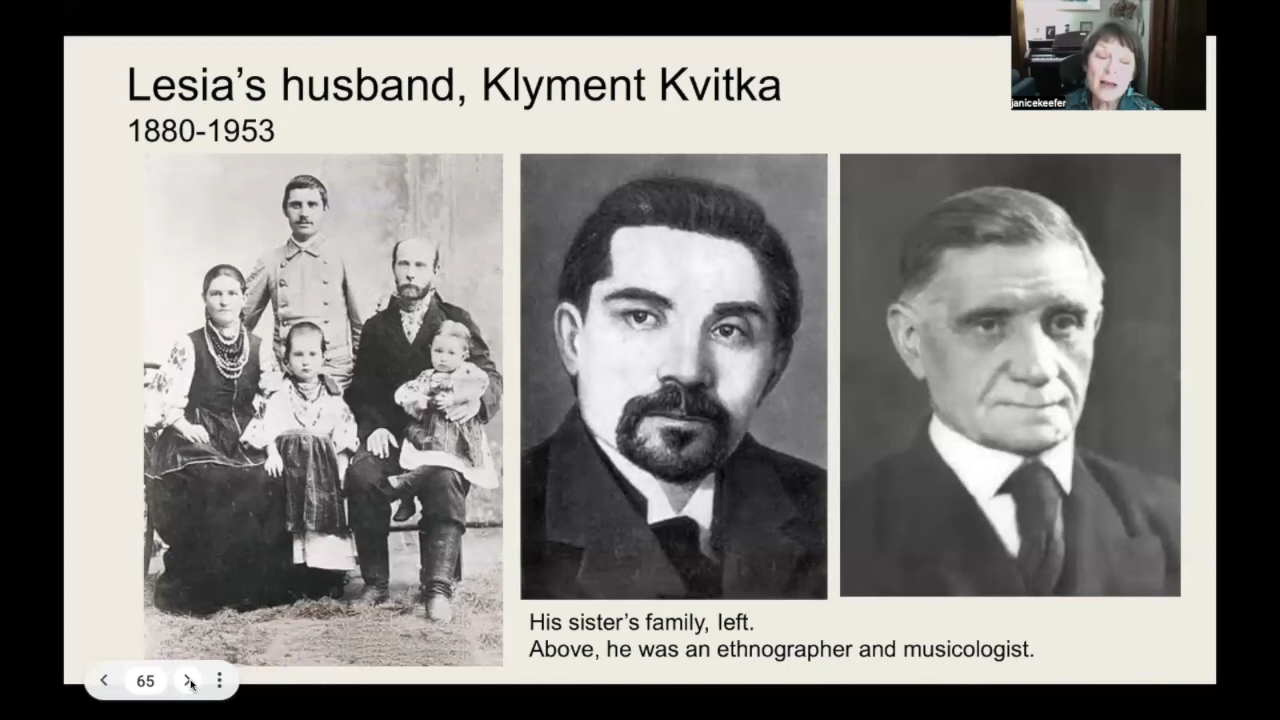 Lesia's husband, Klyment Kvitka
1880-1953
janicekeefer
His sister's family, left.
Above, he was an ethnographer and musicologist.
65